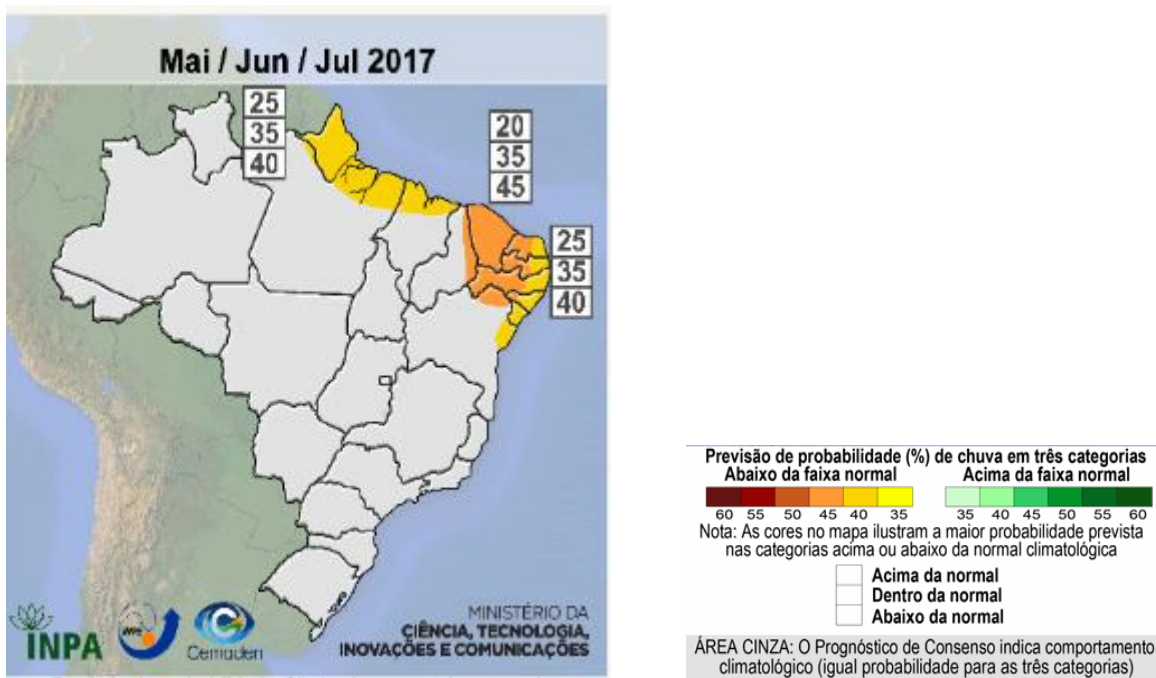 Mai / Jun / Jul 2017
25
35
40
20
35
45
25
35
40
INPA
Cemaden
MINISTÉRIO DA
CIÊNCIA, TECNOLOGIA,
INOVAÇÕES E COMUNICAÇÕES
Previsão de probabilidade (%) de chuva em três categorias
Abaixo da faixa normal Acima da faixa normal
60 55 50 45 40 35 35 40 45 50 55 60
Nota: As cores no mapa ilustram a maior probabilidade prevista
nas categorias acima ou abaixo da normal climatológica
Acima da normal
Dentro da normal
Abaixo da normal
ÁREA CINZA: O Prognóstico de Consenso indica comportamento
climatológico (igual probabilidade para as três categorias)